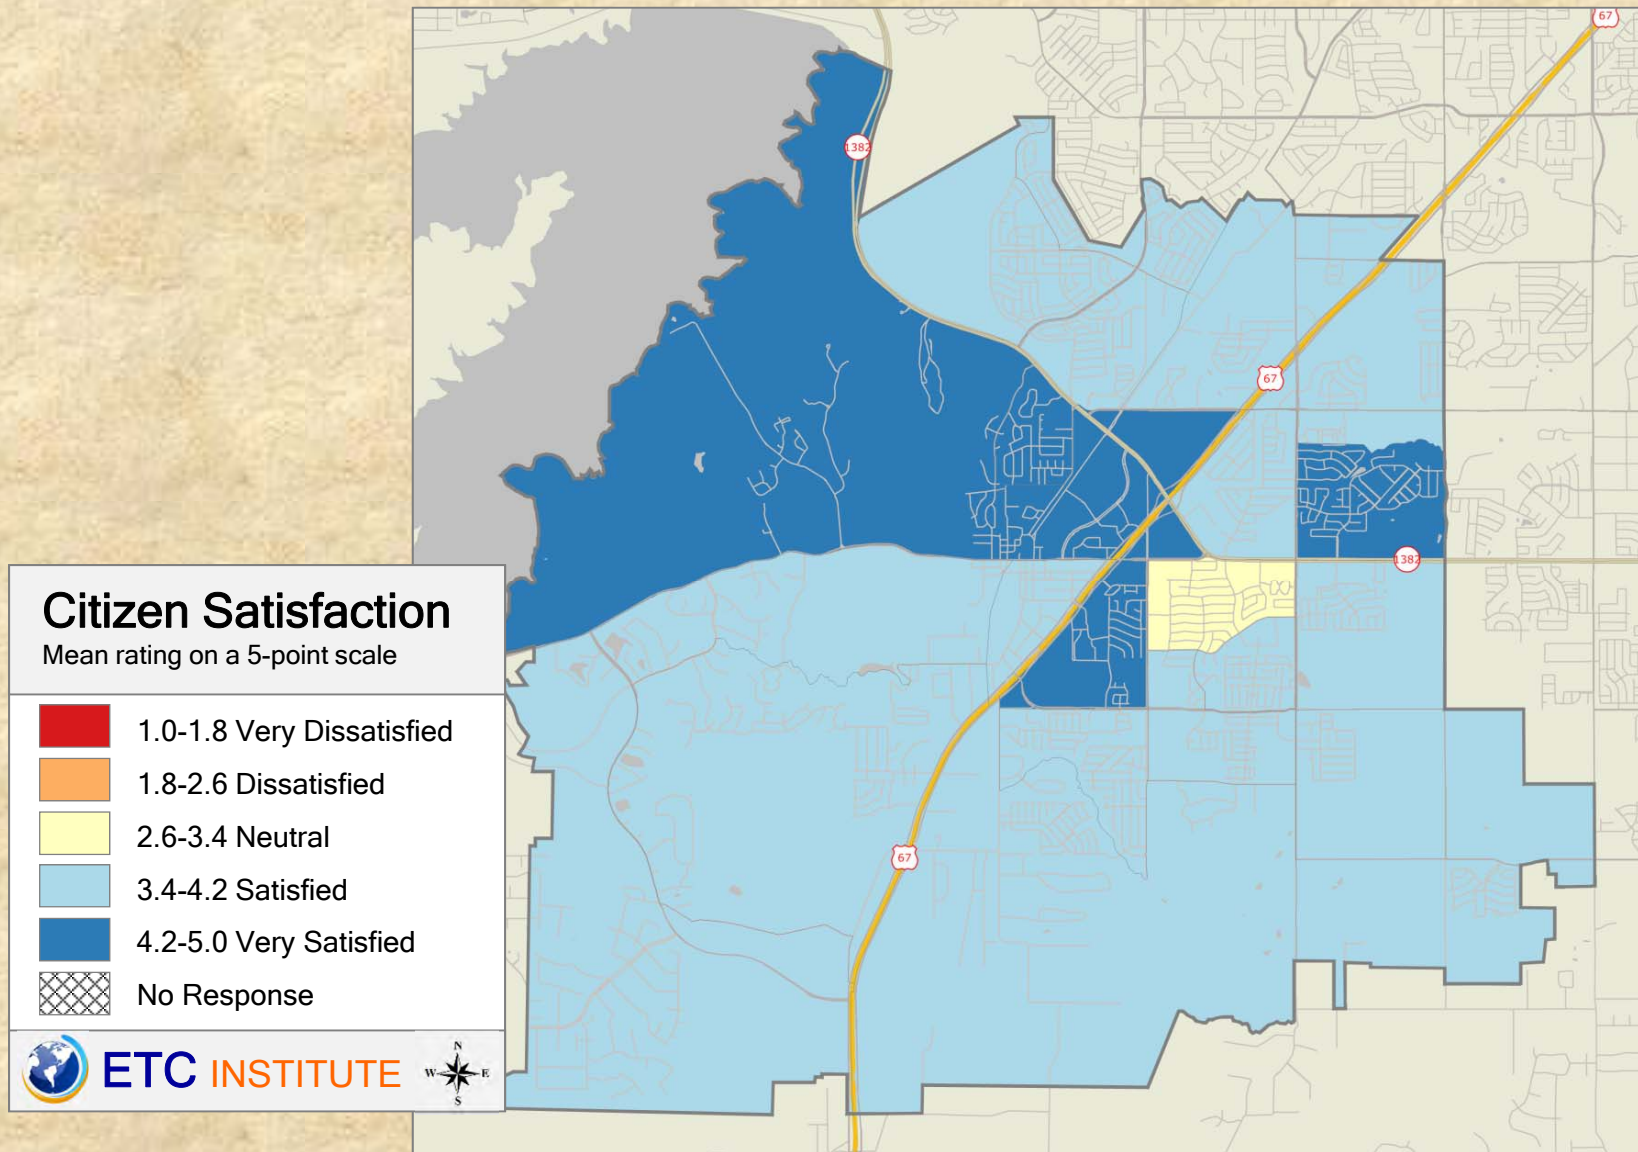 67
1382
67
1382
67
Citizen Satisfaction
Mean rating on a 5-point scale
1.0-1.8 Very Dissatisfied
1.8-2.6 Dissatisfied
2.6-3.4 Neutral
3.4-4.2 Satisfied
4.2-5.0 Very Satisfied
No Response
ETC INSTITUTE
N
W E
S